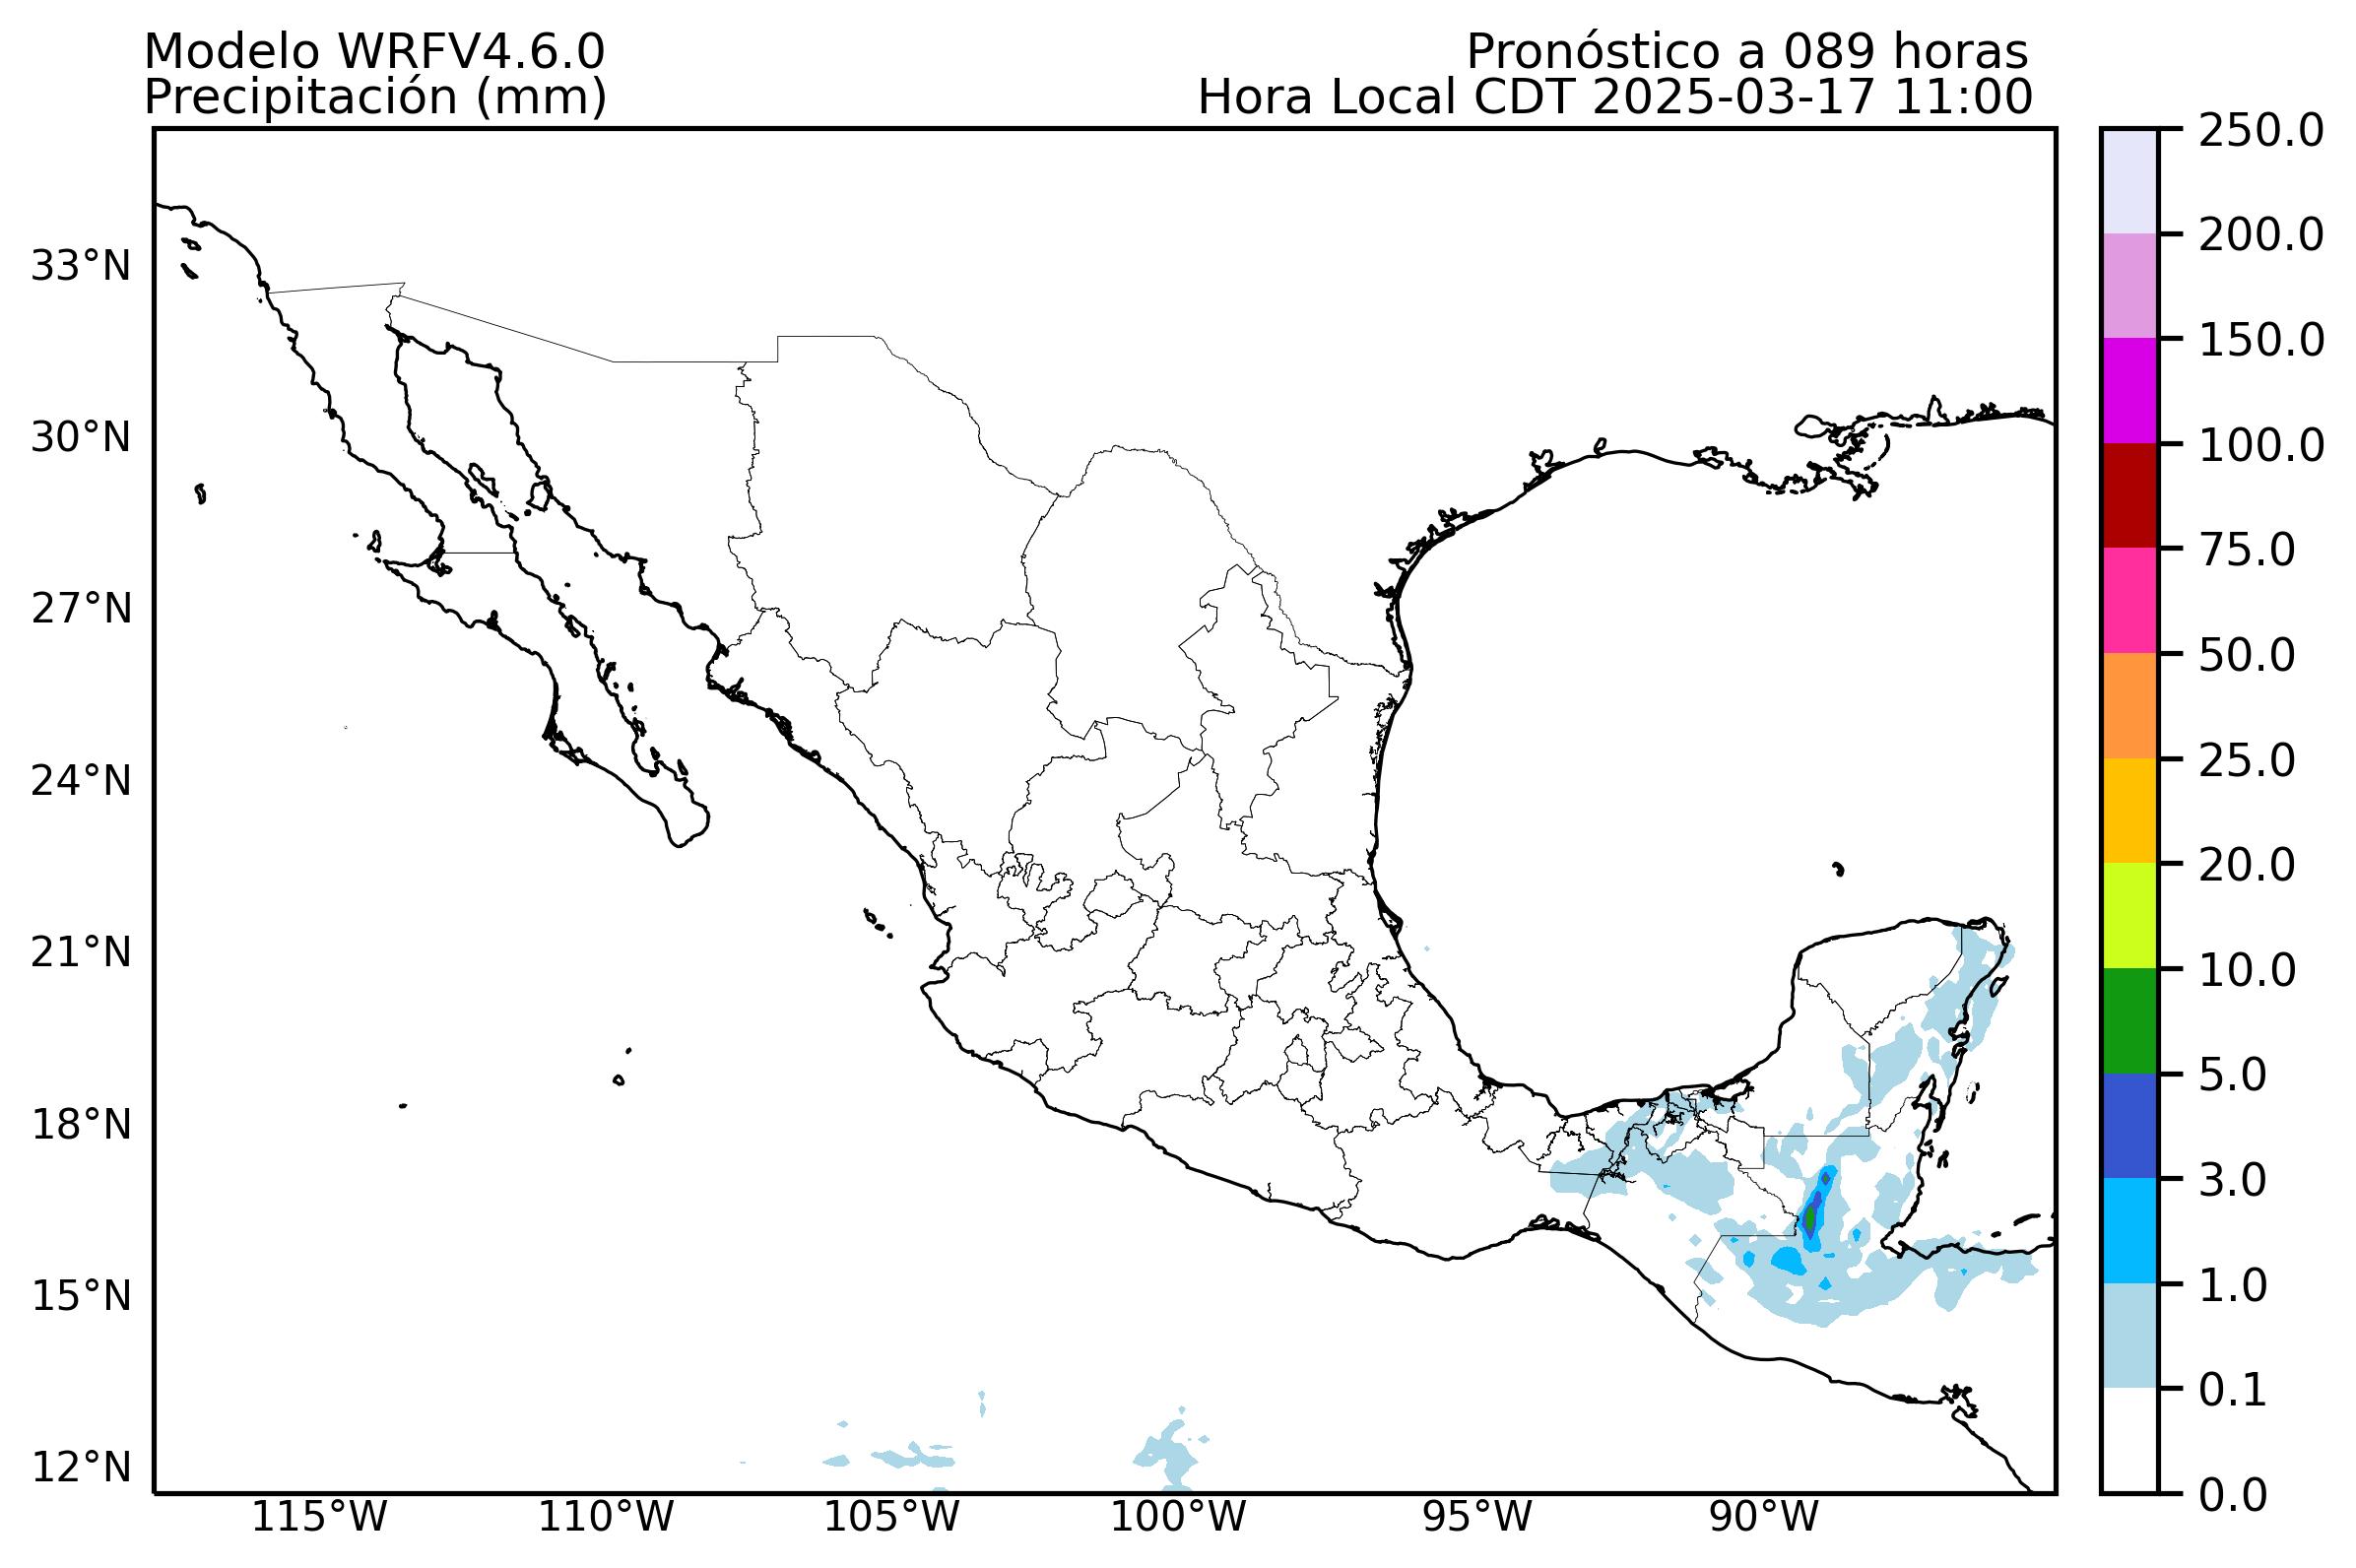 Modelo WRFV4.6.0
Precipitación (mm)
Pronóstico a 089 horas
Hora Local CDT 2025-03-17 11:00
33°N
30°N
27°N
24°N
21°N
18°N
15°N
12°N
115°W
110°W
105°W
100°W
95°W
90°W
250.0
200.0
150.0
100.0
75.0
50.0
25.0
20.0
10.0
5.0
3.0
1.0
0.1
0.0